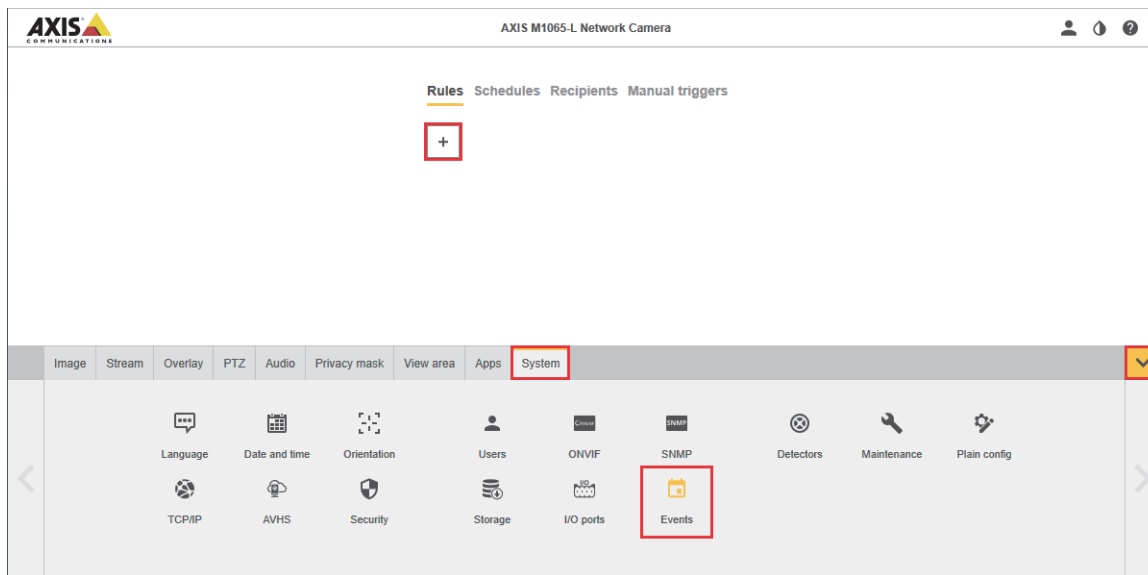 AXIS
COMMUNICATIONS
AXIS M1065-L Network Camera
Rules Schedules Recipients Manual triggers
+
Image Stream Overlay PTZ Audio Privacy mask View area Apps System
SNMP
Language Date and time Orientation Users ONVIF SNMP Detectors Maintenance Plain config
I/O
TCP/IP AVHS Security Storage I/O ports Events